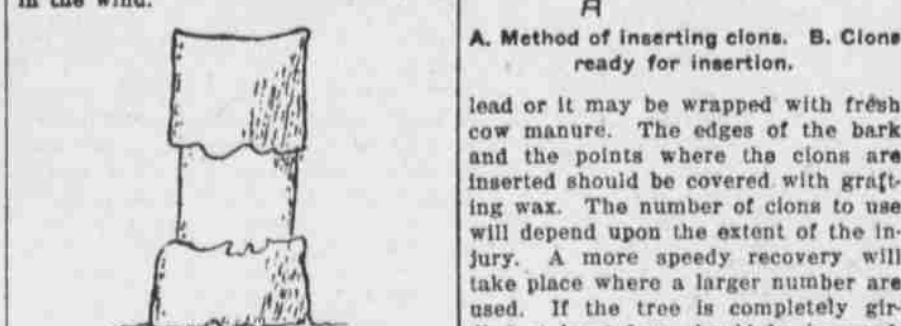 in the wind.
A
A. Method of inserting cions. B. Cions
ready for insertion.
lead or it may be wrapped with fresh
cow manure. The edges of the bark
and the points where the cions are
inserted should be covered with graft-
ing wax. The number of cions to use
will depend upon the extent of the in-
jury. A more speedy recovery will
take place where a larger number are
used. If the tree is completely gir-